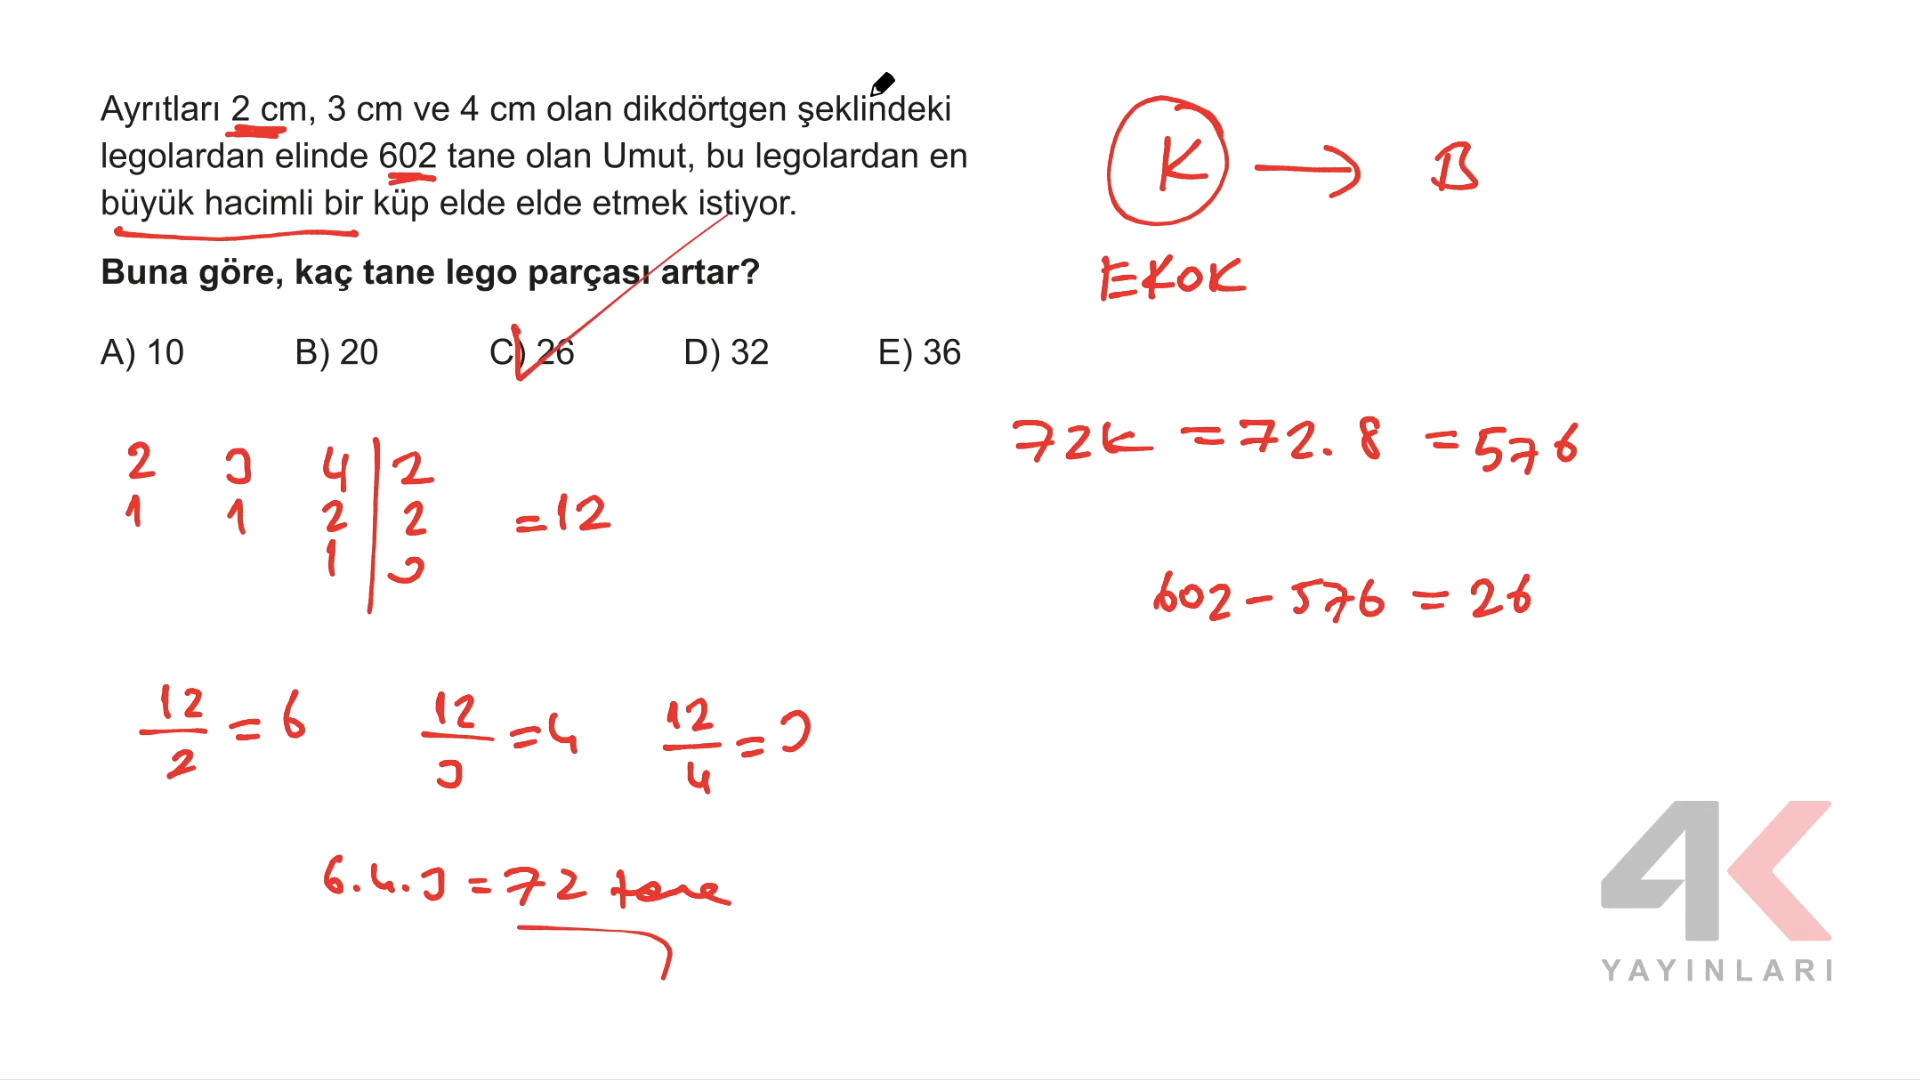 Ayrıtları 2 cm, 3 cm ve 4 cm olan dikdörtgen şeklindeki
legolardan elinde 602 tane olan Umut, bu legolardan en
büyük hacimli bir küp elde elde etmek istiyor.
Buna göre, kaç tane lego parçası artar?
A) 10 B) 20 C) 26 D) 32 E) 36
K → B
EKOK
2 3 4 | 2
1 1 2 | 2 = 12
1 | 3
72k = 72.8 = 576
602 - 576 = 26
12/2 = 6 12/3 = 4 12/4 = 3
6.4.3 = 72 tane
4K
YAYINLARI